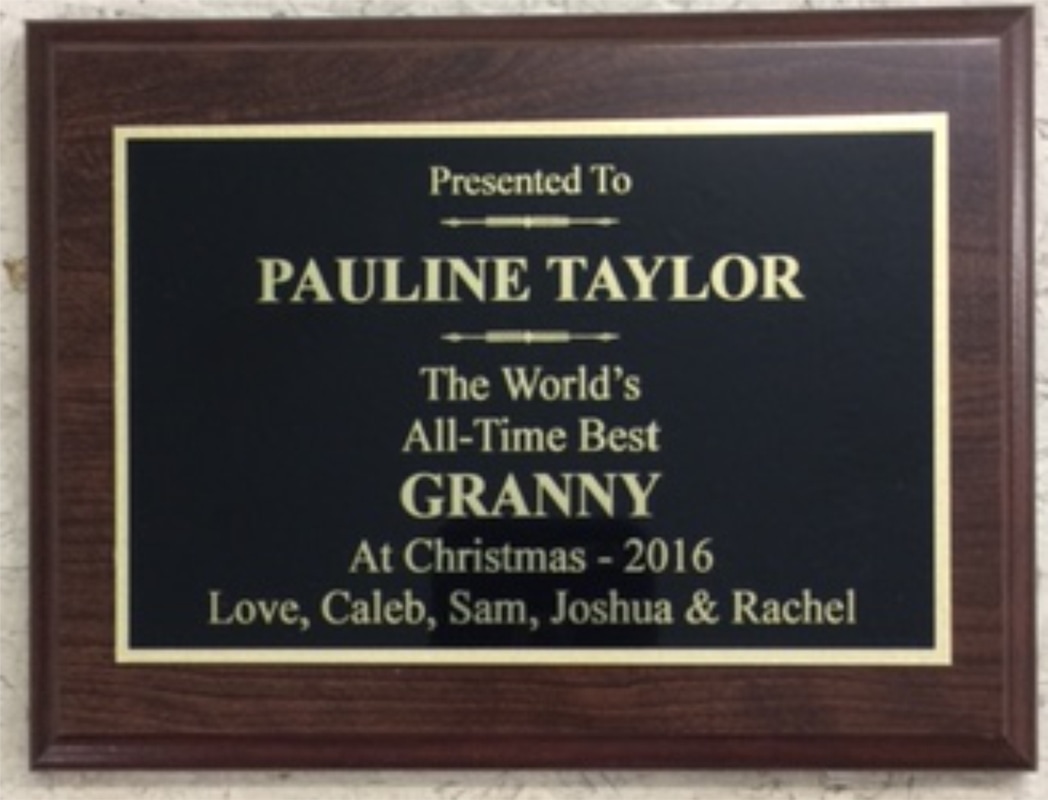 Presented To
PAULINE TAYLOR
The World’s
All-Time Best
GRANNY
At Christmas - 2016
Love, Caleb, Sam, Joshua & Rachel